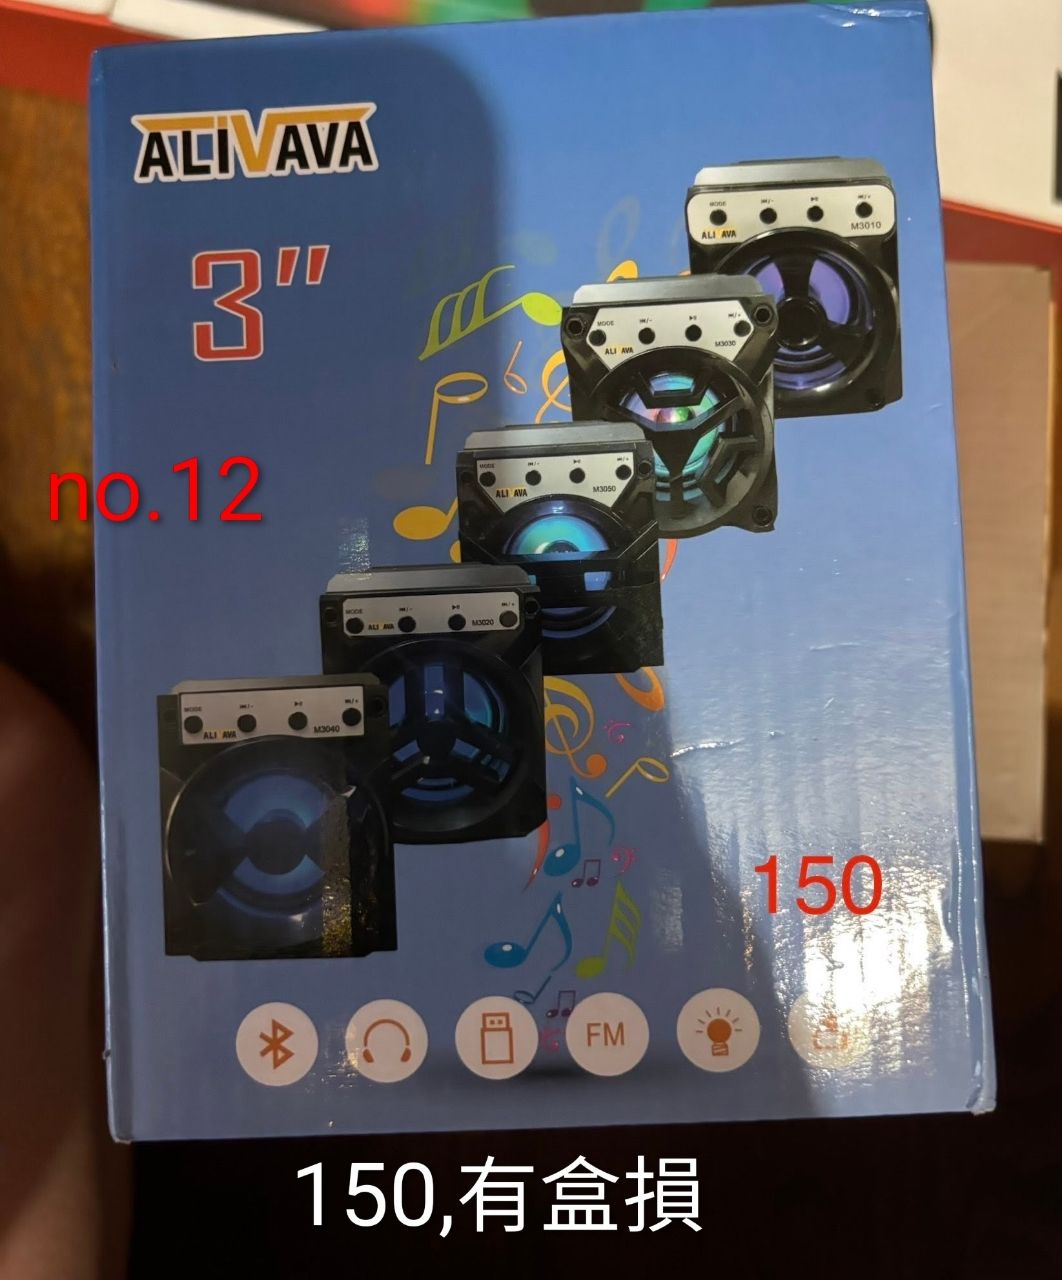 ALIVAVA
3"
MODE
ALIVAVA
M3010
MODE
ALIVAVA
M3030
no.12
MODE
ALIVAVA
M3050
MODE
ALIVAVA
M3020
MODE
ALIVAVA
M3040
150
FM
150,有盒損